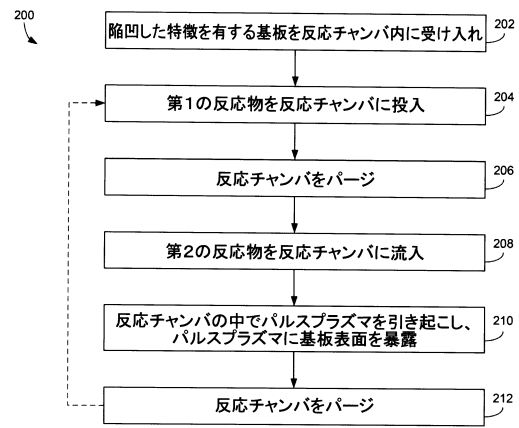 200
陥凹した特徴を有する基板を反応チャンバ内に受け入れ
202
第1の反応物を反応チャンバに投入
204
反応チャンバをパージ
206
第2の反応物を反応チャンバに流入
208
反応チャンバの中でパルスプラズマを引き起こし、
パルスプラズマに基板表面を暴露
210
反応チャンバをパージ
212